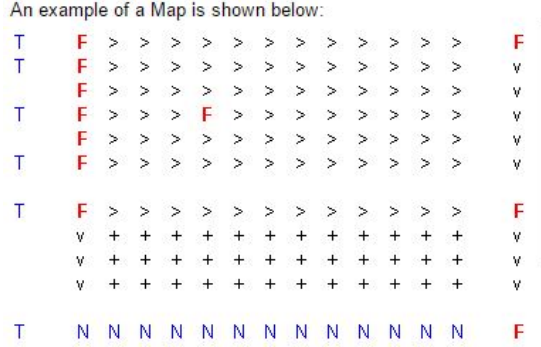 An example of a Map is shown below:
T F > > > > > > > > > > > > F
T F > > > > > > > > > > > > v
F > > > > > > > > > > > > v
T F > > > F > > > > > > > > v
F > > > > > > > > > > > > v
T F > > > > > > > > > > > > v
T F > > > > > > > > > > > > F
v + + + + + + + + + + + + v
v + + + + + + + + + + + + v
v + + + + + + + + + + + + v
T N N N N N N N N N N N N N F